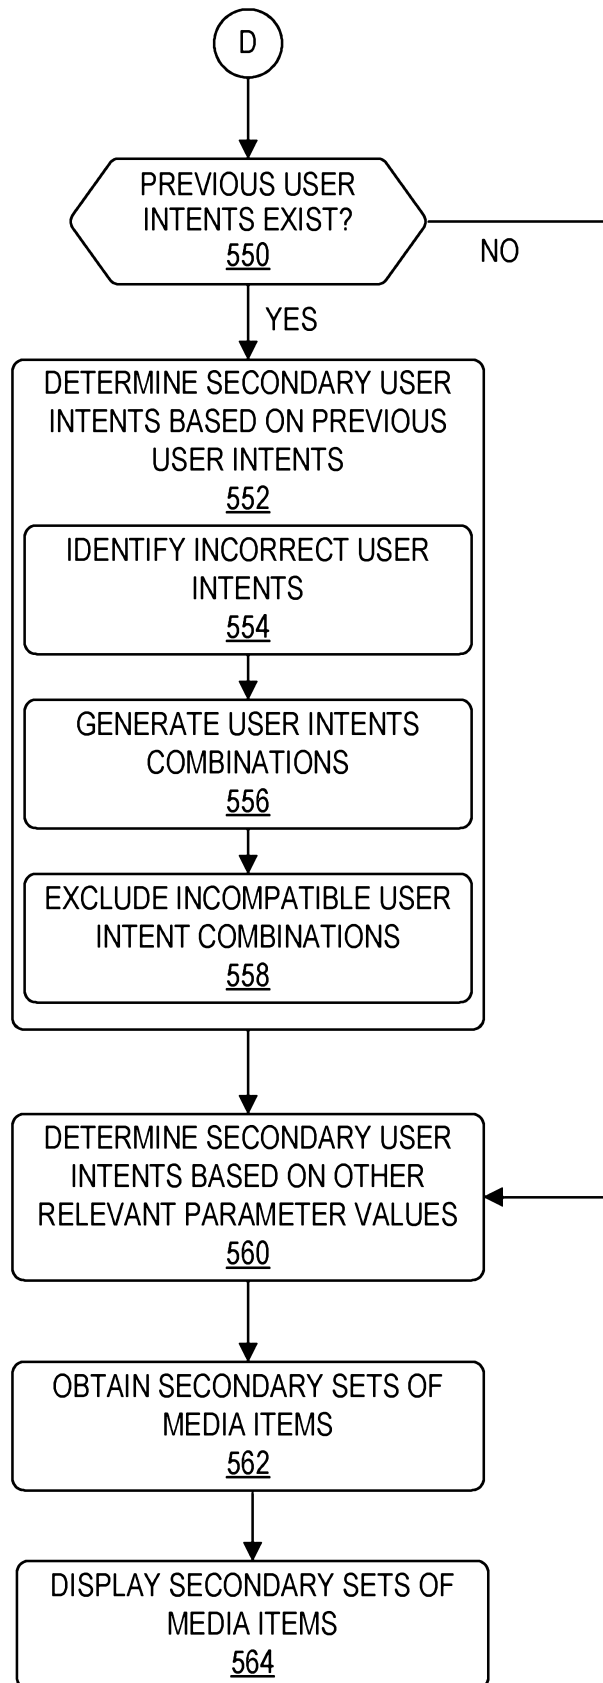 D
PREVIOUS USER
INTENTS EXIST?
550
NO
YES
DETERMINE SECONDARY USER
INTENTS BASED ON PREVIOUS
USER INTENTS
552
IDENTIFY INCORRECT USER
INTENTS
554
GENERATE USER INTENTS
COMBINATIONS
556
EXCLUDE INCOMPATIBLE USER
INTENT COMBINATIONS
558
DETERMINE SECONDARY USER
INTENTS BASED ON OTHER
RELEVANT PARAMETER VALUES
560
OBTAIN SECONDARY SETS OF
MEDIA ITEMS
562
DISPLAY SECONDARY SETS OF
MEDIA ITEMS
564